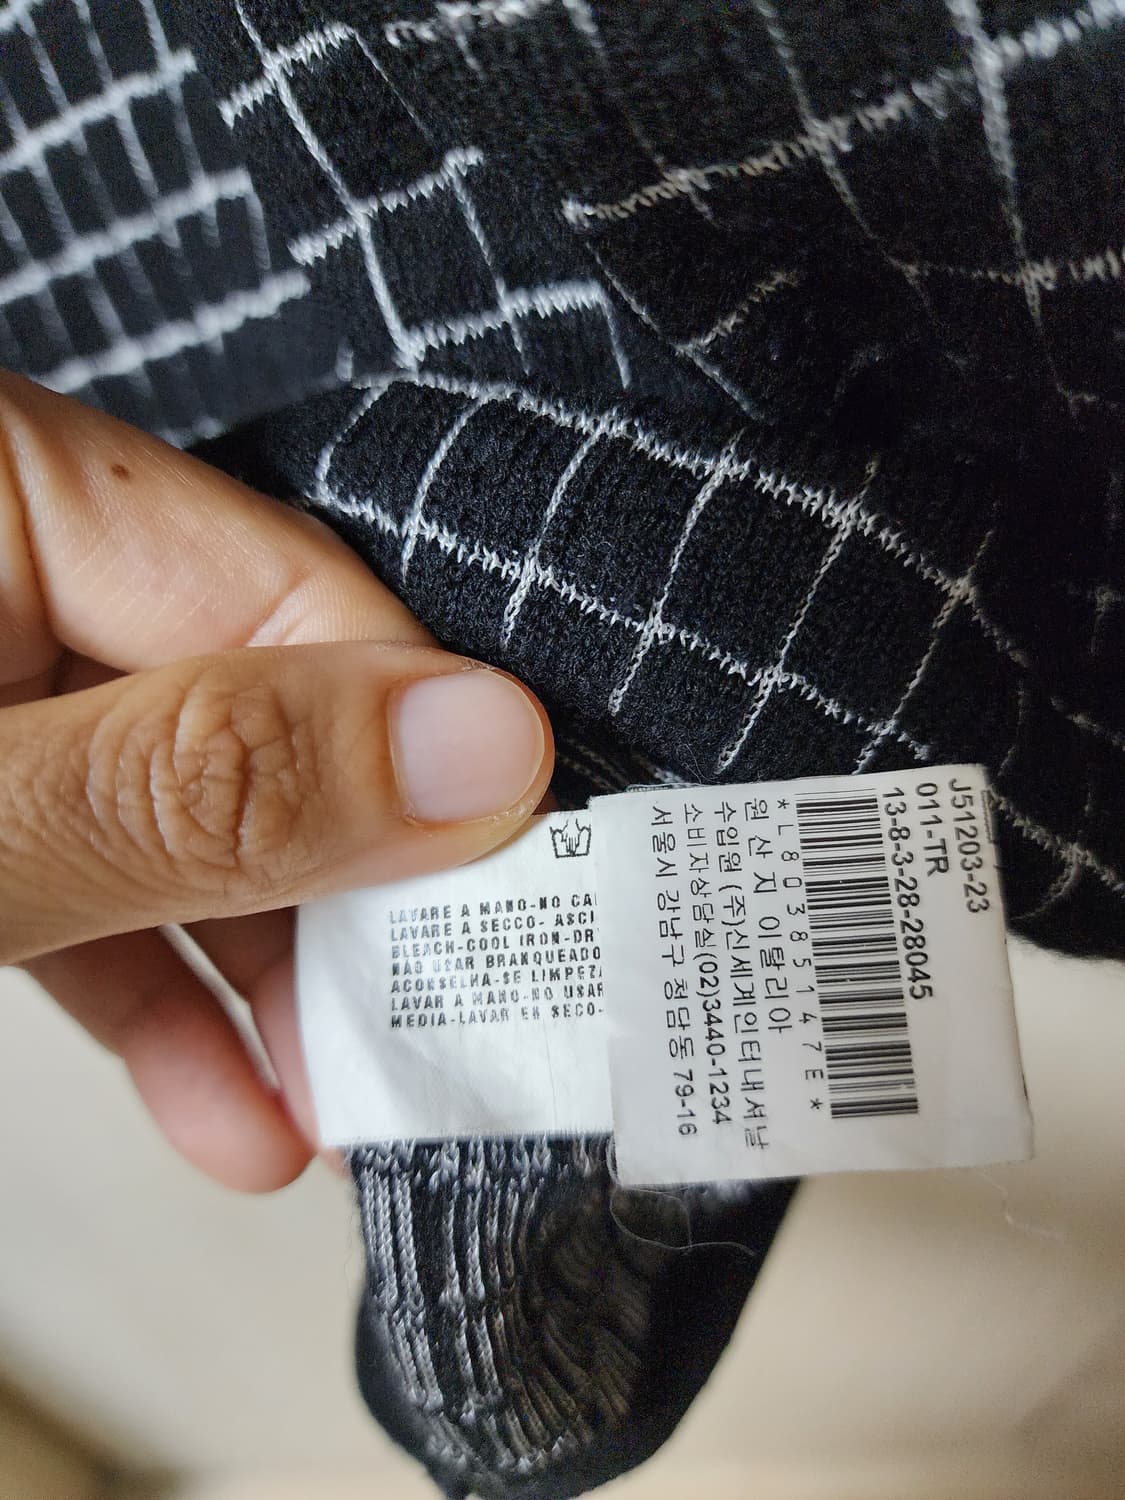 LAVARE A MANO-NO CA
LAVARE A SECCO- ASCI
BLEACH-COOL IRON-DR
NÃO USAR BRANQUEADO
ACONSELHA-SE LIMPEZ
LAVAR A MANO-NO USAR
MEDIA-LAVAR EN SECO-
J51203-23
011-TR
13-8-3-28-28045
*L80385147E*
원산지 이탈리아
수입원 (주)신세계인터내셔날
소비자상담실(02)3440-1234
서울시 강남구 청담동 79-16